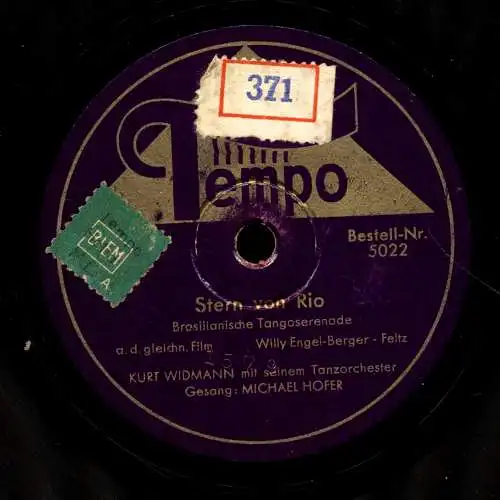 371
Tempo
Bestell-Nr.
5022
BIEM
A
Stern von Rio
Brasilianische Tangoserenade
a. d. gleichn. Film Willy Engel-Berger - Feltz
KURT WIDMANN mit seinem Tanzorchester
Gesang: MICHAEL HOFER